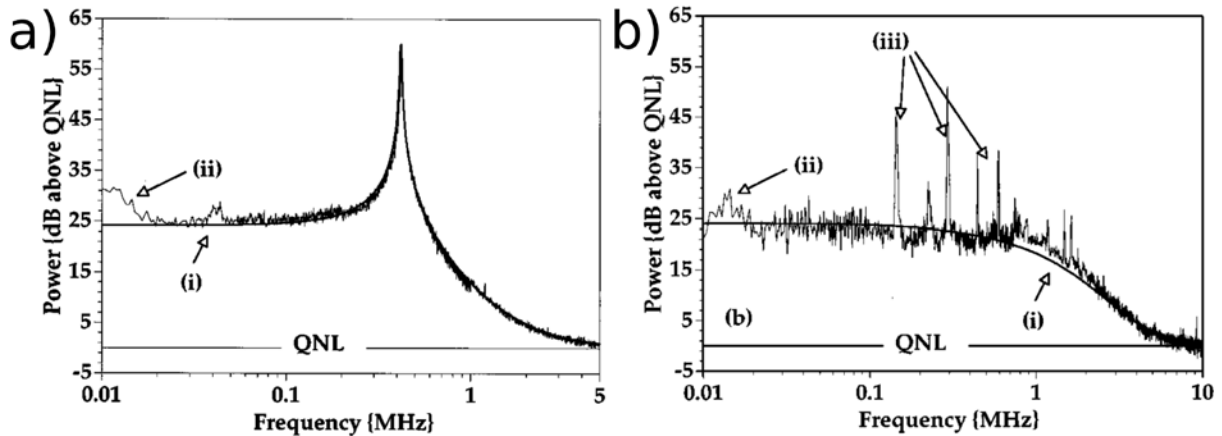 a)
65
55
45
35
25
15
5
-5
Power {dB above QNL}
(ii)
(i)
QNL
0.01
0.1
1
5
Frequency {MHz}
b)
65
55
45
35
25
15
5
-5
Power {dB above QNL}
(iii)
(ii)
(i)
(b)
QNL
0.01
0.1
1
10
Frequency {MHz}